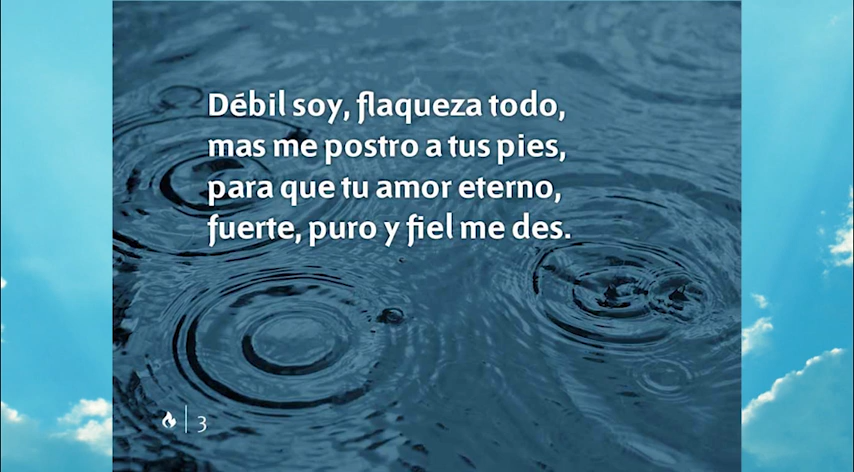 Débil soy, flaqueza todo,
mas me postro a tus pies,
para que tu amor eterno,
fuerte, puro y fiel me des.
3